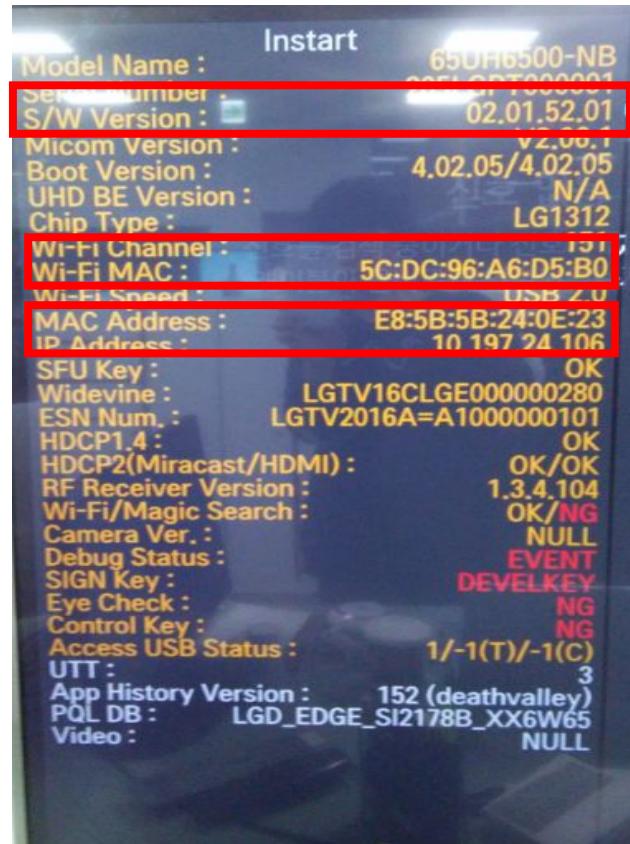 Instart
Model Name : 65UH6500-NB
Serial Number :
S/W Version : 02.01.52.01
Micom Version : V2.06.1
Boot Version : 4.02.05/4.02.05
UHD BE Version : N/A
Chip Type : LG1312
Wi-Fi Channel : 151
Wi-Fi MAC : 5C:DC:96:A6:D5:B0
Wi-Fi Speed : USB 2.0
MAC Address : E8:5B:5B:24:0E:23
IP Address : 10.197.24.106
SFU Key : OK
Widevine : LGTV16CLGE000000280
ESN Num. : LGTV2016A=A1000000101
HDCP1.4 : OK
HDCP2(Miracast/HDMI) : OK/OK
RF Receiver Version : 1.3.4.104
Wi-Fi/Magic Search : OK/NG
Camera Ver. : NULL
Debug Status : EVENT
SIGN Key : DEVELKEY
Eye Check : NG
Control Key : NG
Access USB Status : 1/-1(T)/-1(C)
UTT : 3
App History Version : 152 (deathvalley)
PQL DB : LGD_EDGE_SI2178B_XX6W65
Video : NULL